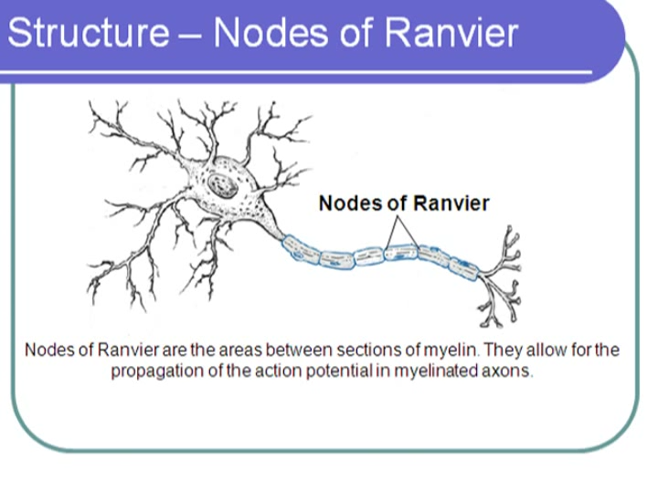 Structure – Nodes of Ranvier
Nodes of Ranvier
Nodes of Ranvier are the areas between sections of myelin. They allow for the
propagation of the action potential in myelinated axons.